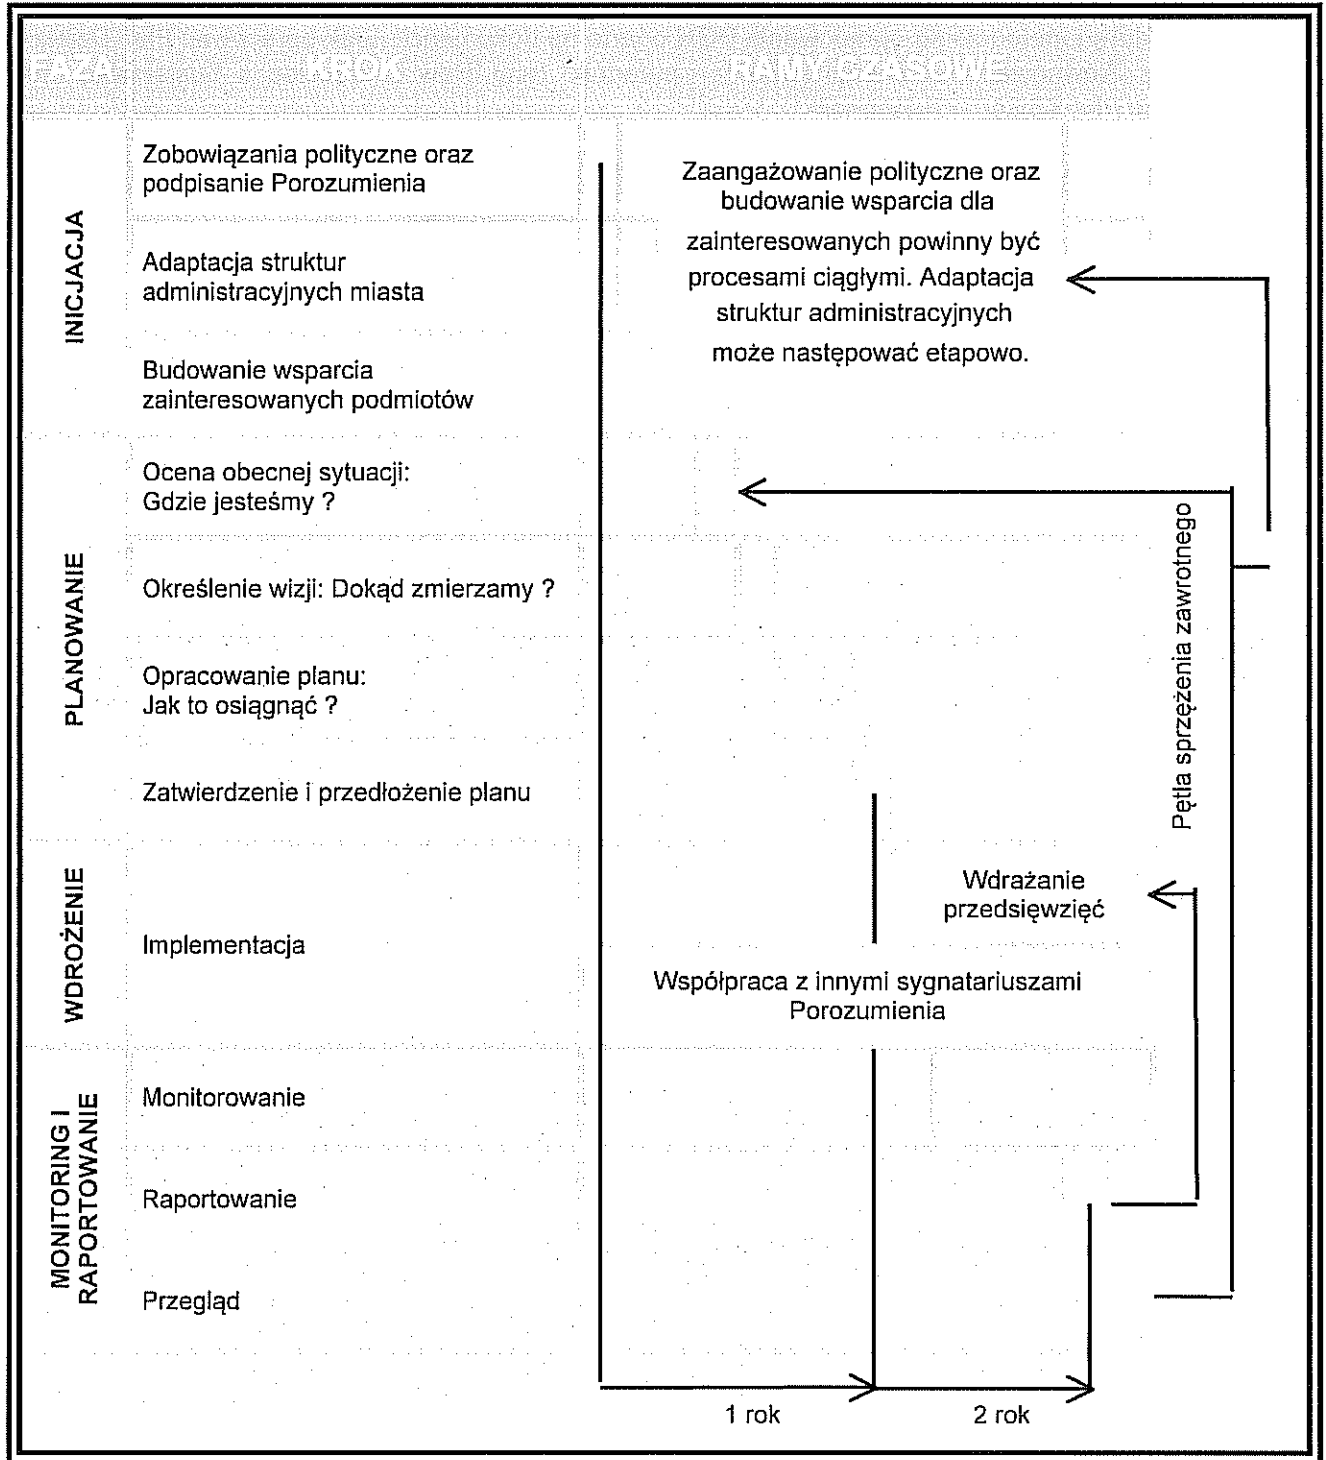 FAZA KROK RAMY CZASOWE
INICJACJA
Zobowiązania polityczne oraz
podpisanie Porozumienia
Adaptacja struktur
administracyjnych miasta
Budowanie wsparcia
zainteresowanych podmiotów
Zaangażowanie polityczne oraz
budowanie wsparcia dla
zainteresowanych powinny być
procesami ciągłymi. Adaptacja
struktur administracyjnych
może następować etapowo.
PLANOWANIE
Ocena obecnej sytuacji:
Gdzie jesteśmy ?
Określenie wizji: Dokąd zmierzamy ?
Opracowanie planu:
Jak to osiągnąć ?
Zatwierdzenie i przedłożenie planu
Pętla sprzężenia zawrotnego
WDROŻENIE
Implementacja
Wdrażanie
przedsięwzięć
Współpraca z innymi sygnatariuszami
Porozumienia
MONITORING I
RAPORTOWANIE
Monitorowanie
Raportowanie
Przegląd
1 rok
2 rok